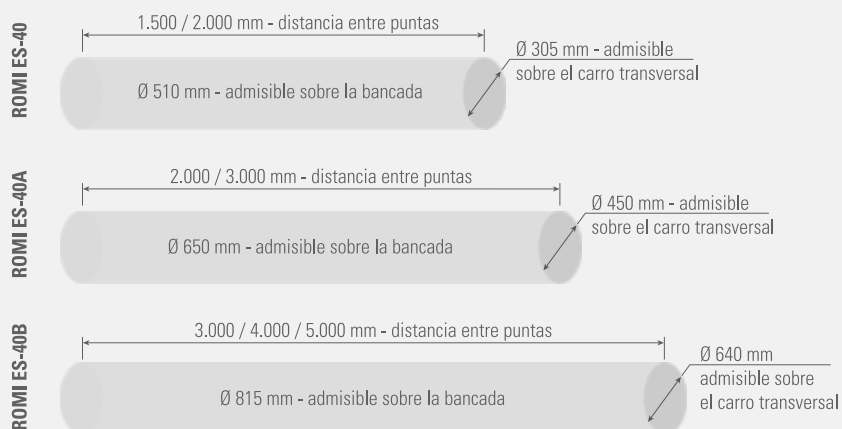 ROMI ES-40
1.500 / 2.000 mm - distancia entre puntas
Ø 305 mm - admisible
sobre el carro transversal
Ø 510 mm - admisible sobre la bancada
ROMI ES-40A
2.000 / 3.000 mm - distancia entre puntas
Ø 450 mm - admisible
sobre el carro transversal
Ø 650 mm - admisible sobre la bancada
ROMI ES-40B
3.000 / 4.000 / 5.000 mm - distancia entre puntas
Ø 640 mm
admisible sobre
el carro transversal
Ø 815 mm - admisible sobre la bancada